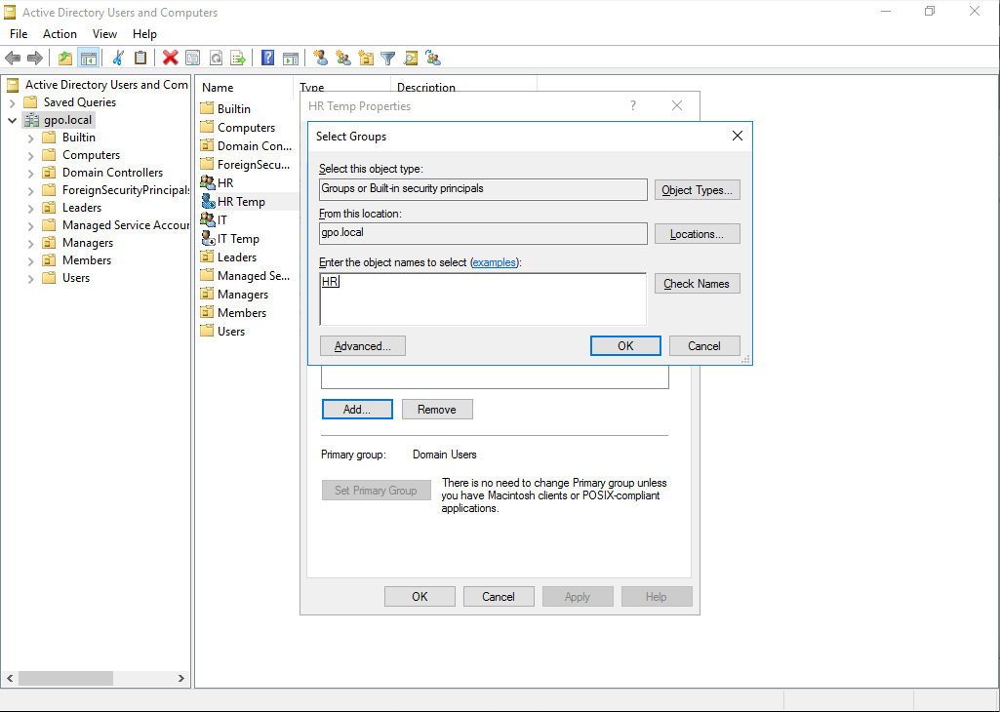 Active Directory Users and Computers
File Action View Help
Active Directory Users and Com
Saved Queries
gpo.local
Builtin
Computers
Domain Controllers
ForeignSecurityPrincipals
Leaders
Managed Service Accour
Managers
Members
Users
Name Type Description
Builtin
Computers
Domain Con...
ForeignSecu...
HR
HR Temp
IT
IT Temp
Leaders
Managed Se...
Managers
Members
Users
HR Temp Properties ?
Select Groups
Select this object type:
Groups or Built-in security principals Object Types...
From this location:
gpo.local Locations...
Enter the object names to select (examples):
HR Check Names
Advanced... OK Cancel
Add... Remove
Primary group: Domain Users
Set Primary Group
There is no need to change Primary group unless
you have Macintosh clients or POSIX-compliant
applications.
OK Cancel Apply Help